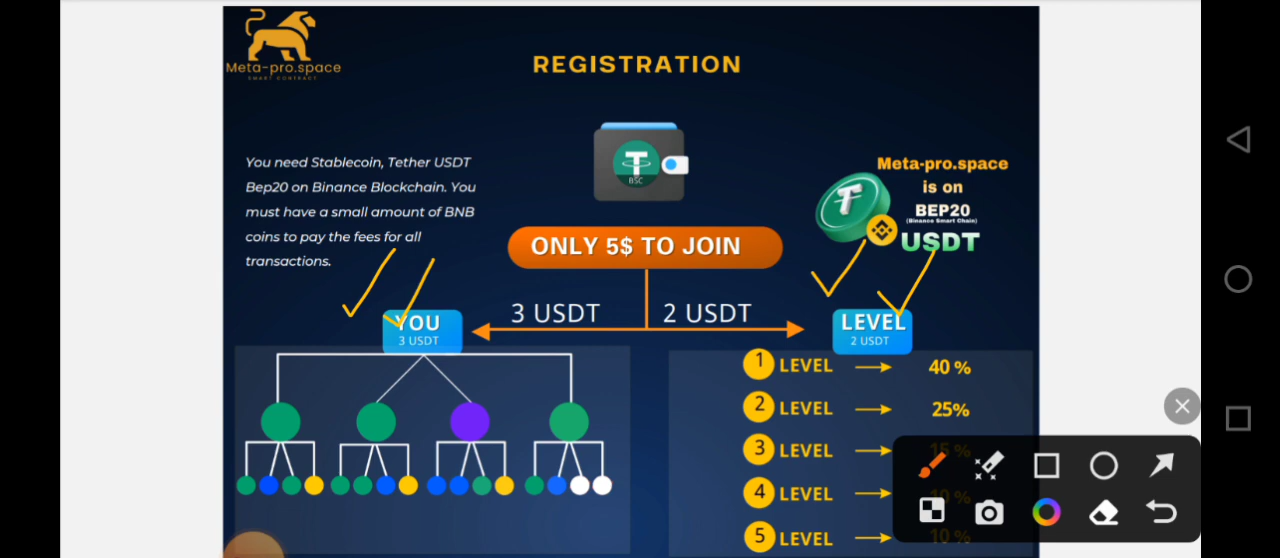 Meta-pro.space
SMART CONTRACT
REGISTRATION
You need Stablecoin, Tether USDT
Bep20 on Binance Blockchain. You
must have a small amount of BNB
coins to pay the fees for all
transactions.
BSC
Meta-pro.space
is on
BEP20
(Binance Smart Chain)
USDT
ONLY 5$ TO JOIN
3 USDT
2 USDT
YOU
3 USDT
LEVEL
2 USDT
1 LEVEL 40 %
2 LEVEL 25%
3 LEVEL 15 %
4 LEVEL 10 %
5 LEVEL 10 %